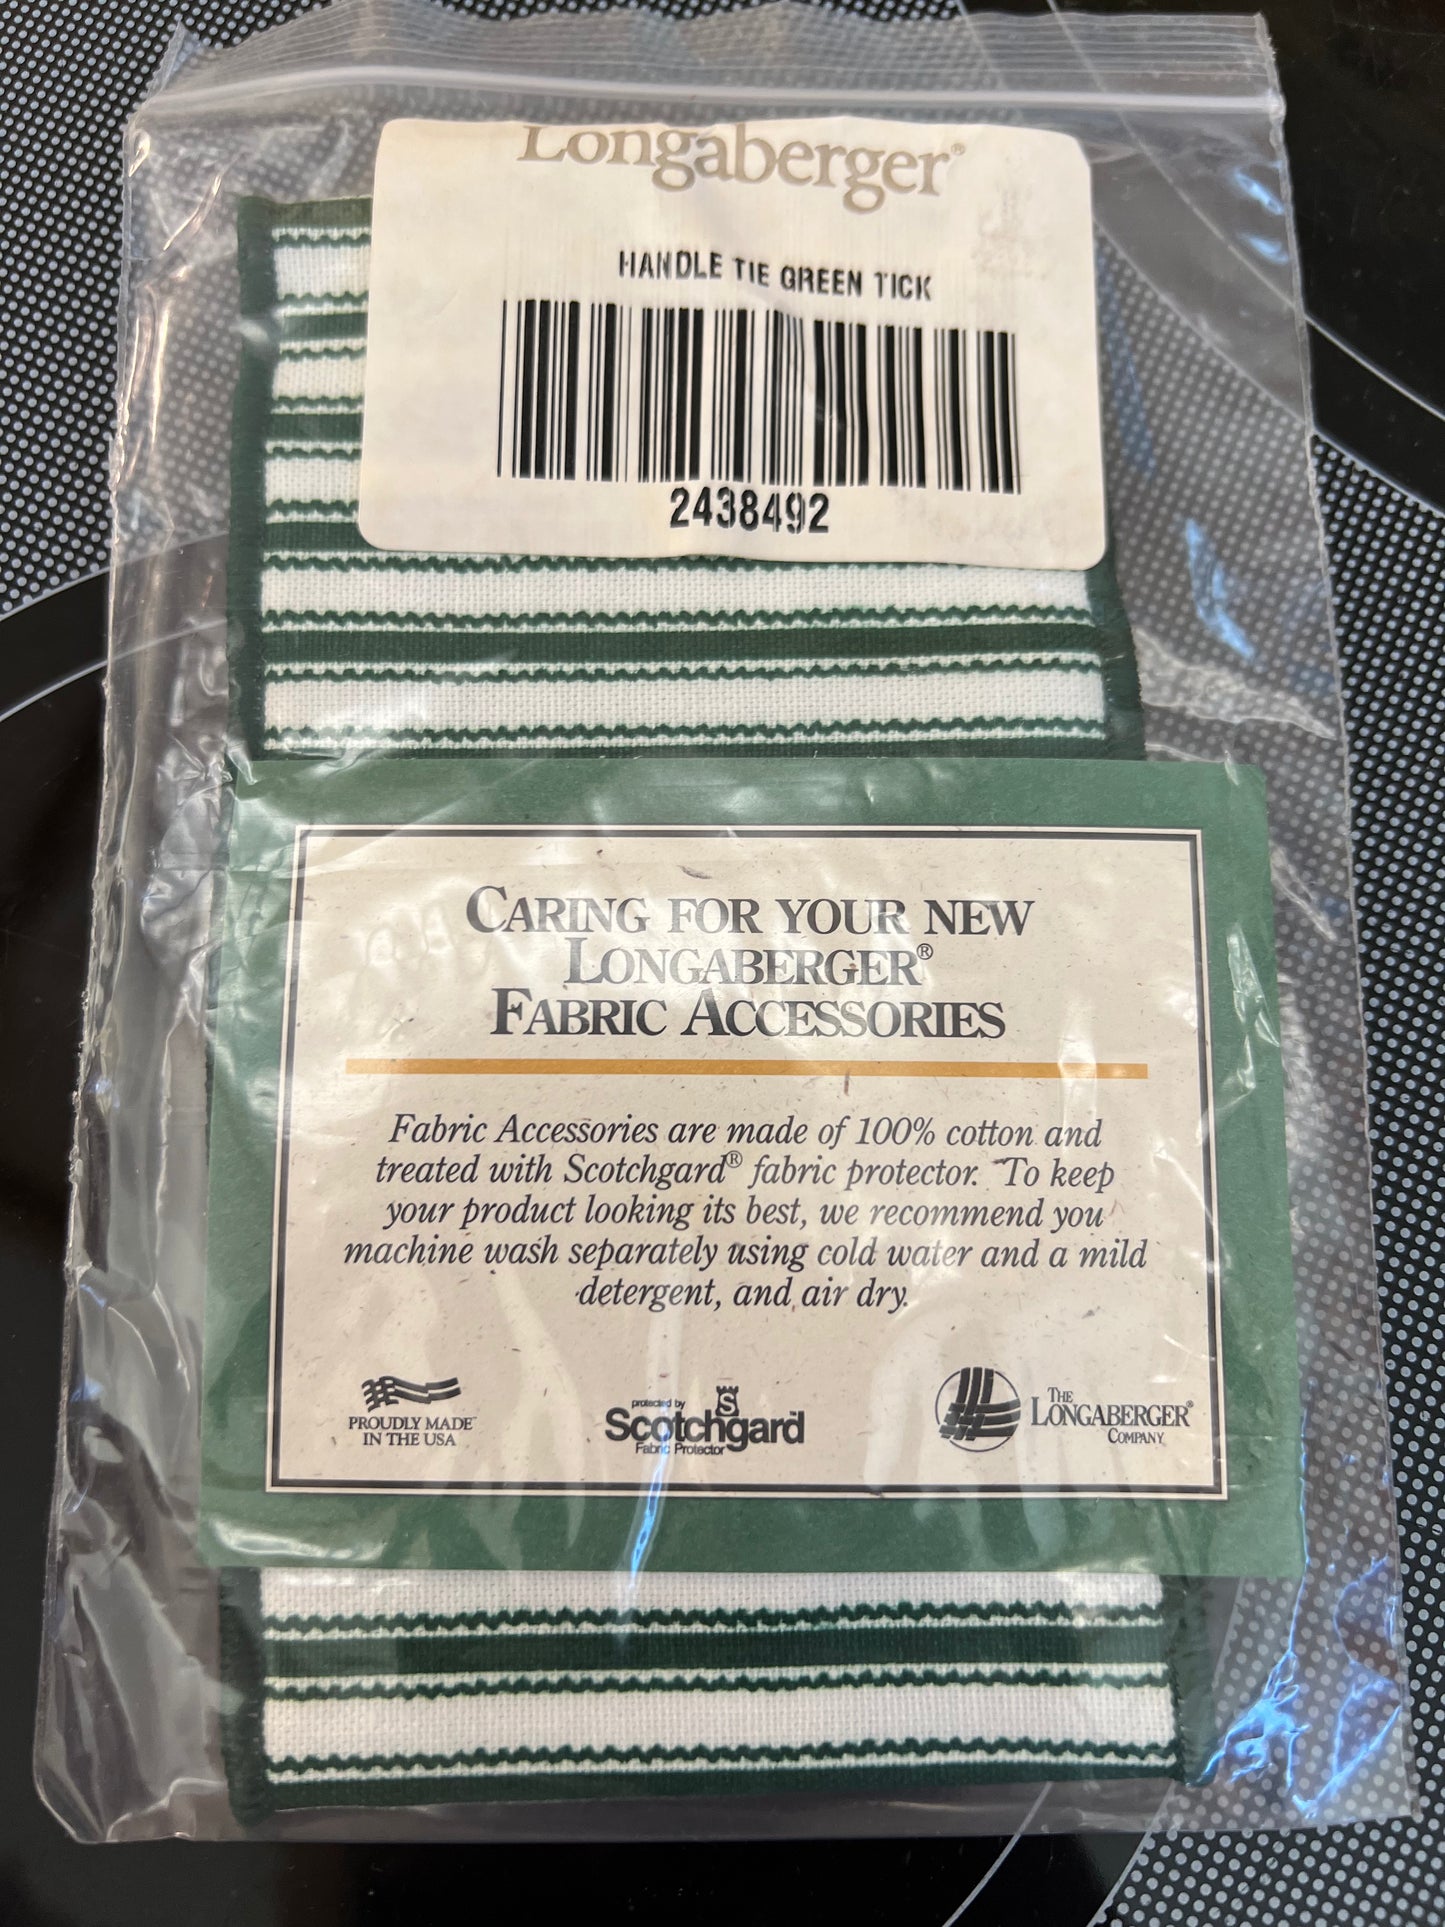 Longaberger®
HANDLE TIE GREEN TICK
2438492
CARING FOR YOUR NEW
LONGABERGER®
FABRIC ACCESSORIES
Fabric Accessories are made of 100% cotton and
treated with Scotchgard® fabric protector. To keep
your product looking its best, we recommend you
machine wash separately using cold water and a mild
detergent, and air dry.
PROUDLY MADE
IN THE USA
protected by
S
Scotchgard™
Fabric Protector
THE
LONGABERGER®
COMPANY